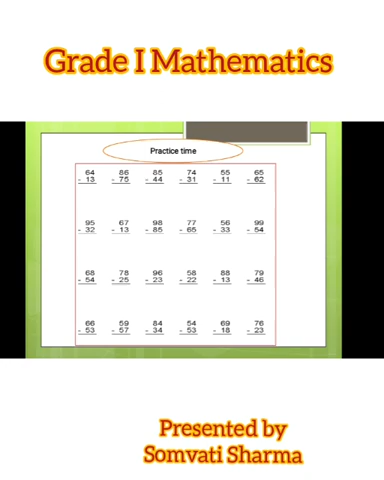 Grade I Mathematics
Practice time
64 86 85 74 55 65
- 13 - 75 - 44 - 31 - 11 - 62
95 67 98 77 56 99
- 32 - 13 - 85 - 65 - 33 - 54
68 78 96 58 88 79
- 54 - 25 - 23 - 22 - 13 - 46
66 59 84 54 69 76
- 53 - 57 - 34 - 53 - 18 - 23
Presented by
Somvati Sharma